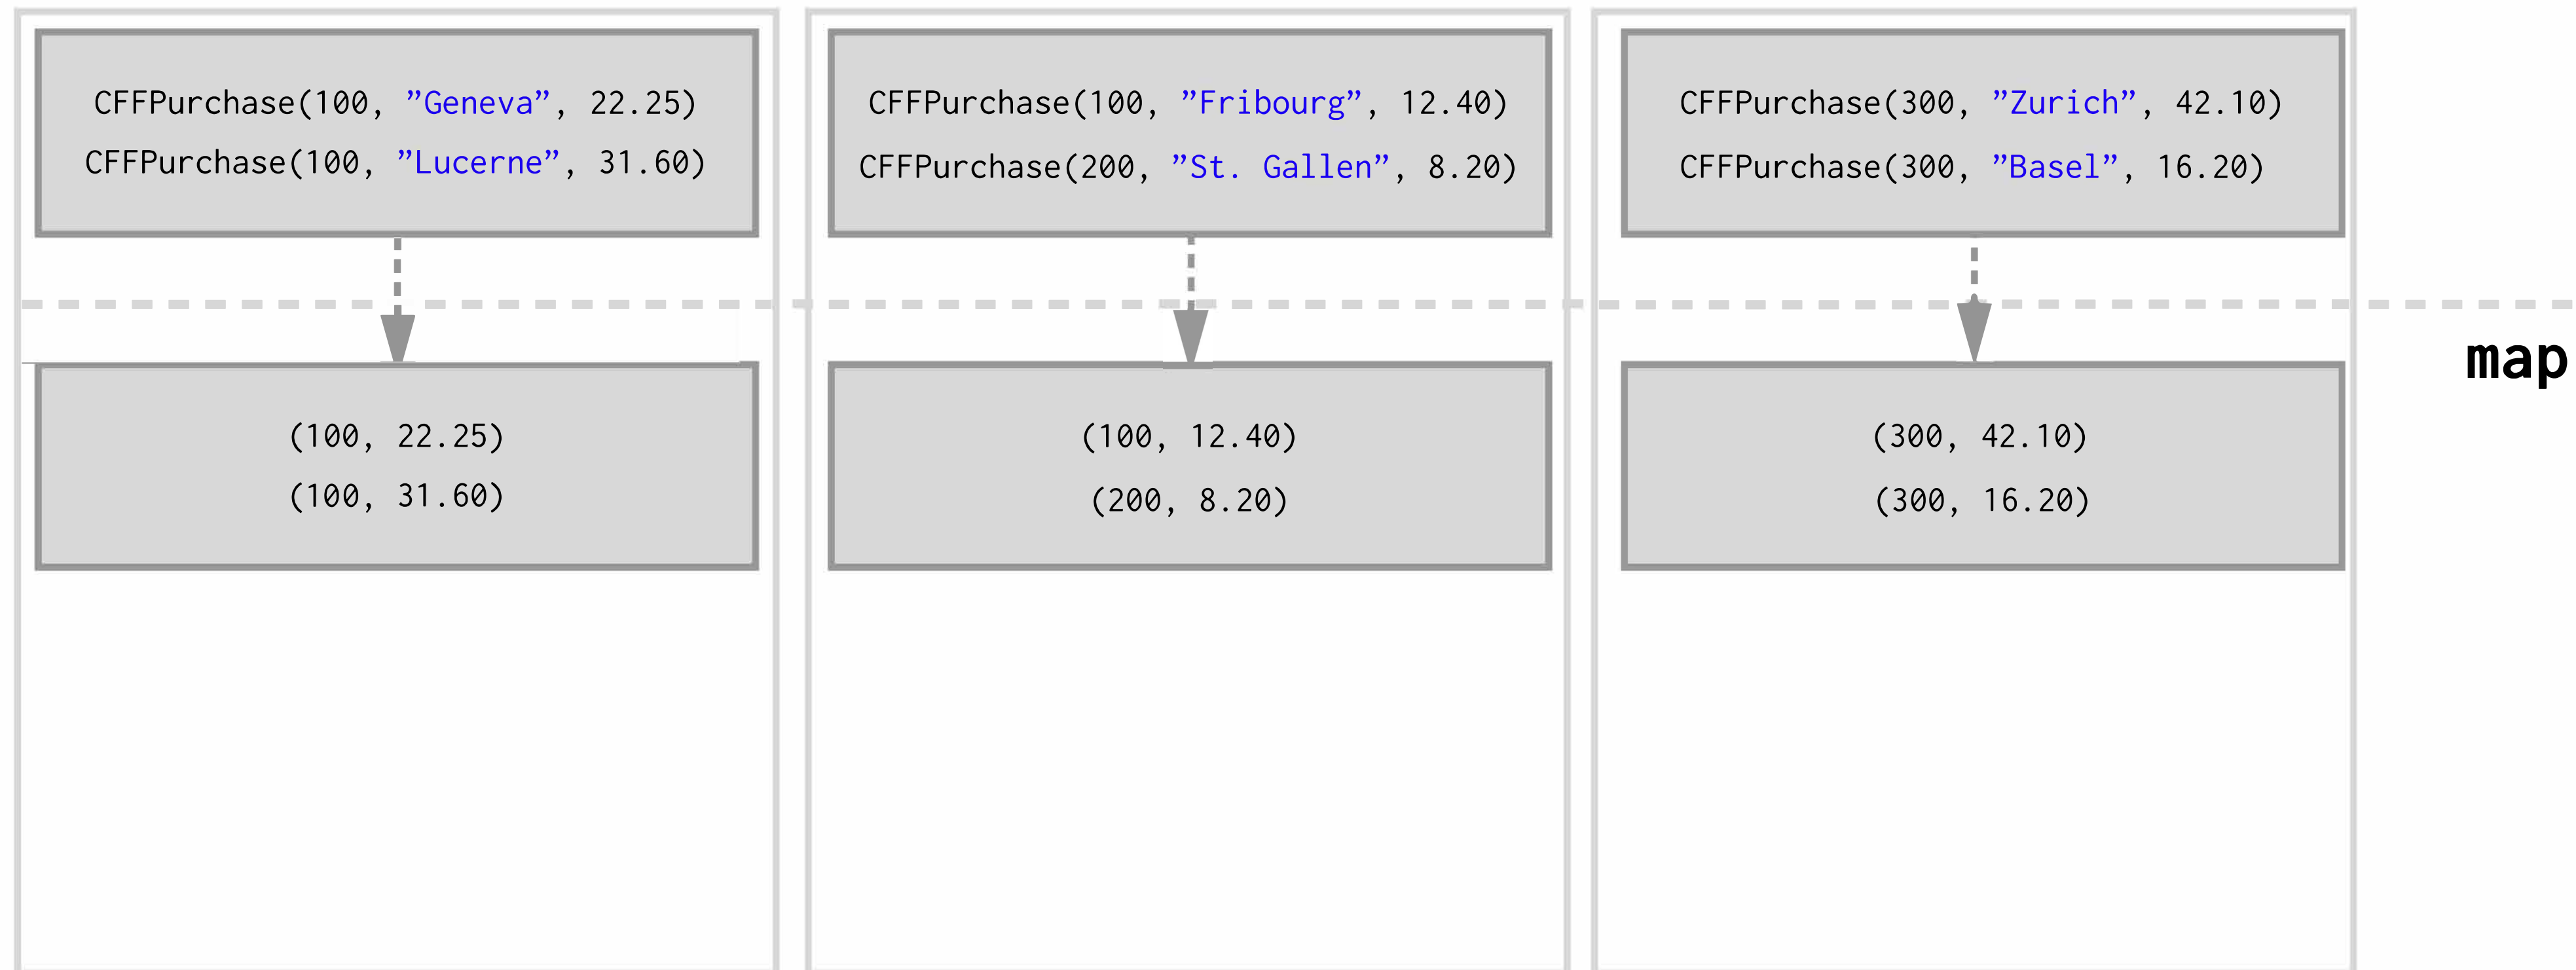 CFFPurchase(100, ”Geneva”, 22.25)
CFFPurchase(100, ”Lucerne”, 31.60)
CFFPurchase(100, ”Fribourg”, 12.40)
CFFPurchase(200, ”St. Gallen”, 8.20)
CFFPurchase(300, ”Zurich”, 42.10)
CFFPurchase(300, ”Basel”, 16.20)
map
(100, 22.25)
(100, 31.60)
(100, 12.40)
(200, 8.20)
(300, 42.10)
(300, 16.20)